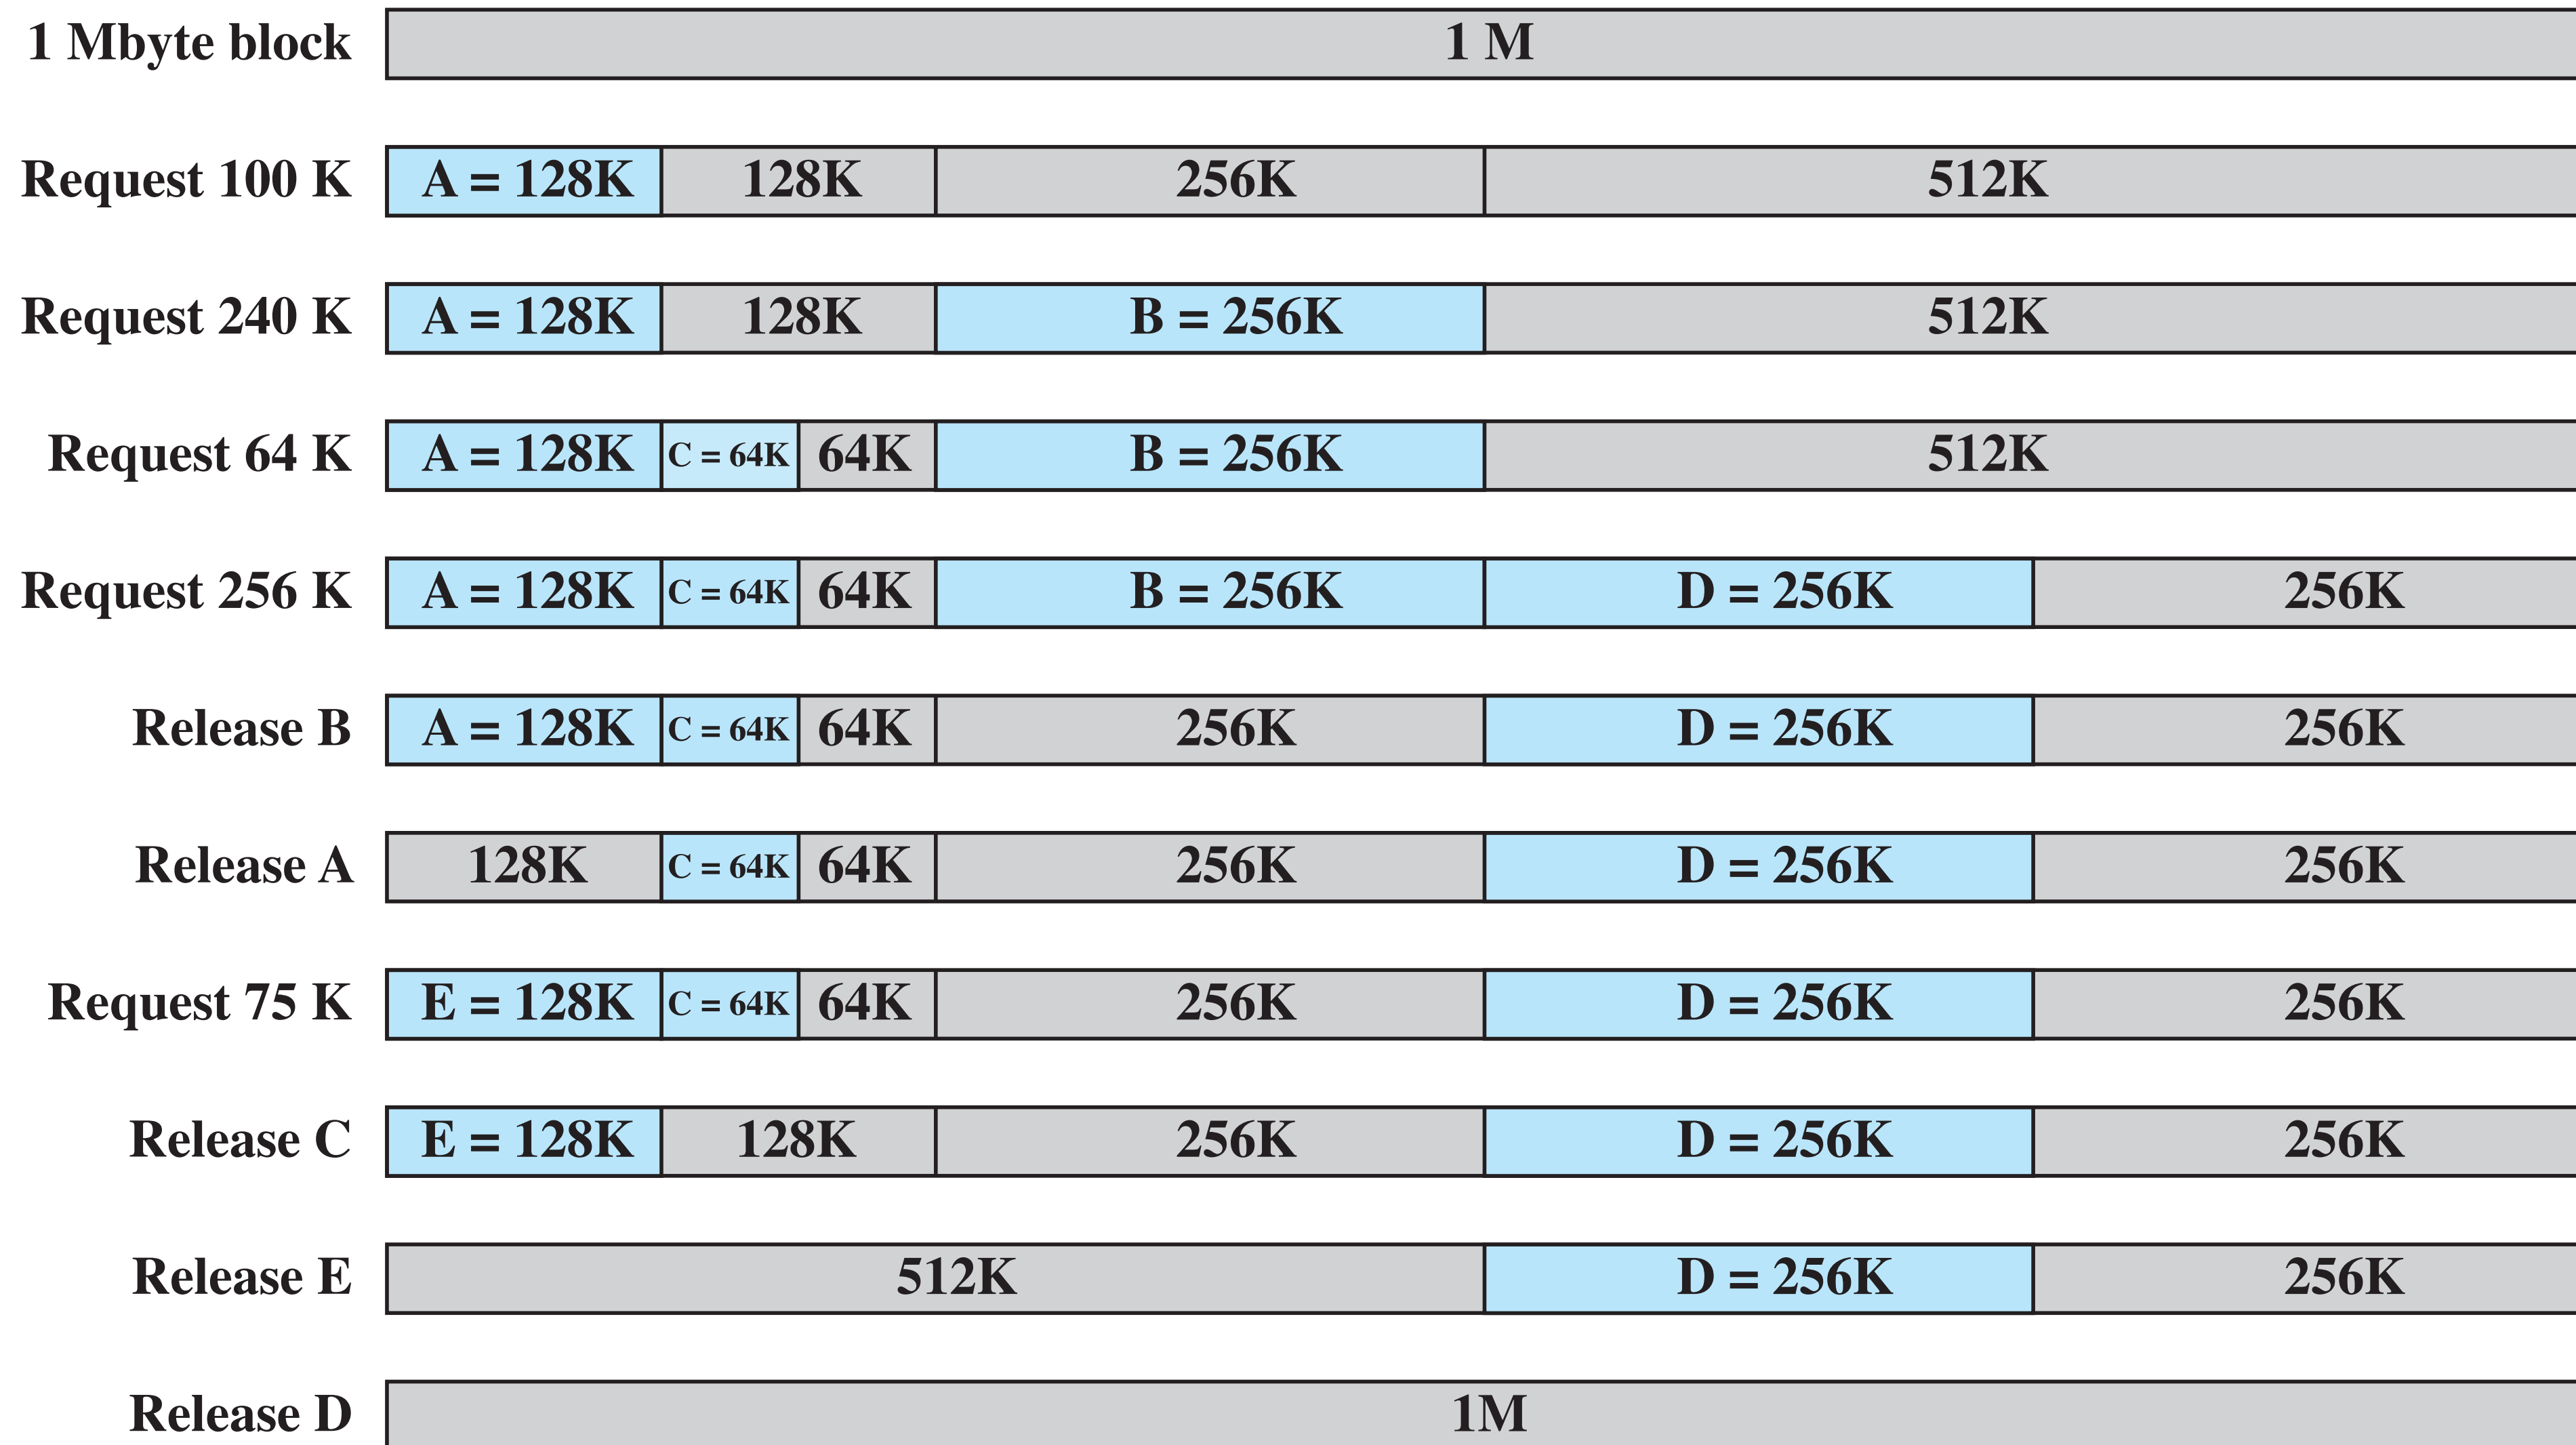 1 Mbyte block 1 M
Request 100 K A = 128K 128K 256K 512K
Request 240 K A = 128K 128K B = 256K 512K
Request 64 K A = 128K C = 64K 64K B = 256K 512K
Request 256 K A = 128K C = 64K 64K B = 256K D = 256K 256K
Release B A = 128K C = 64K 64K 256K D = 256K 256K
Release A 128K C = 64K 64K 256K D = 256K 256K
Request 75 K E = 128K C = 64K 64K 256K D = 256K 256K
Release C E = 128K 128K 256K D = 256K 256K
Release E 512K D = 256K 256K
Release D 1M